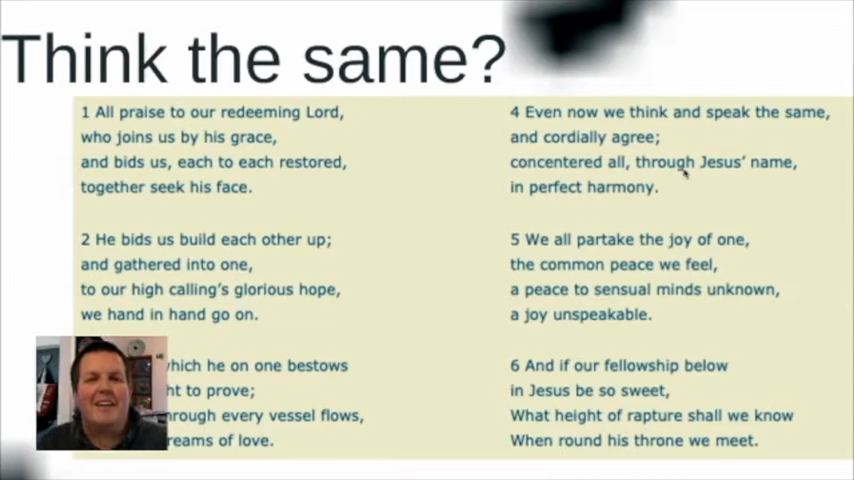 Think the same?
1 All praise to our redeeming Lord,
who joins us by his grace,
and bids us, each to each restored,
together seek his face.
2 He bids us build each other up;
and gathered into one,
to our high calling's glorious hope,
we hand in hand go on.
which he on one bestows
to prove;
through every vessel flows,
of love.
4 Even now we think and speak the same,
and cordially agree;
concentered all, through Jesus' name,
in perfect harmony.
5 We all partake the joy of one,
the common peace we feel,
a peace to sensual minds unknown,
a joy unspeakable.
6 And if our fellowship below
in Jesus be so sweet,
What height of rapture shall we know
When round his throne we meet.